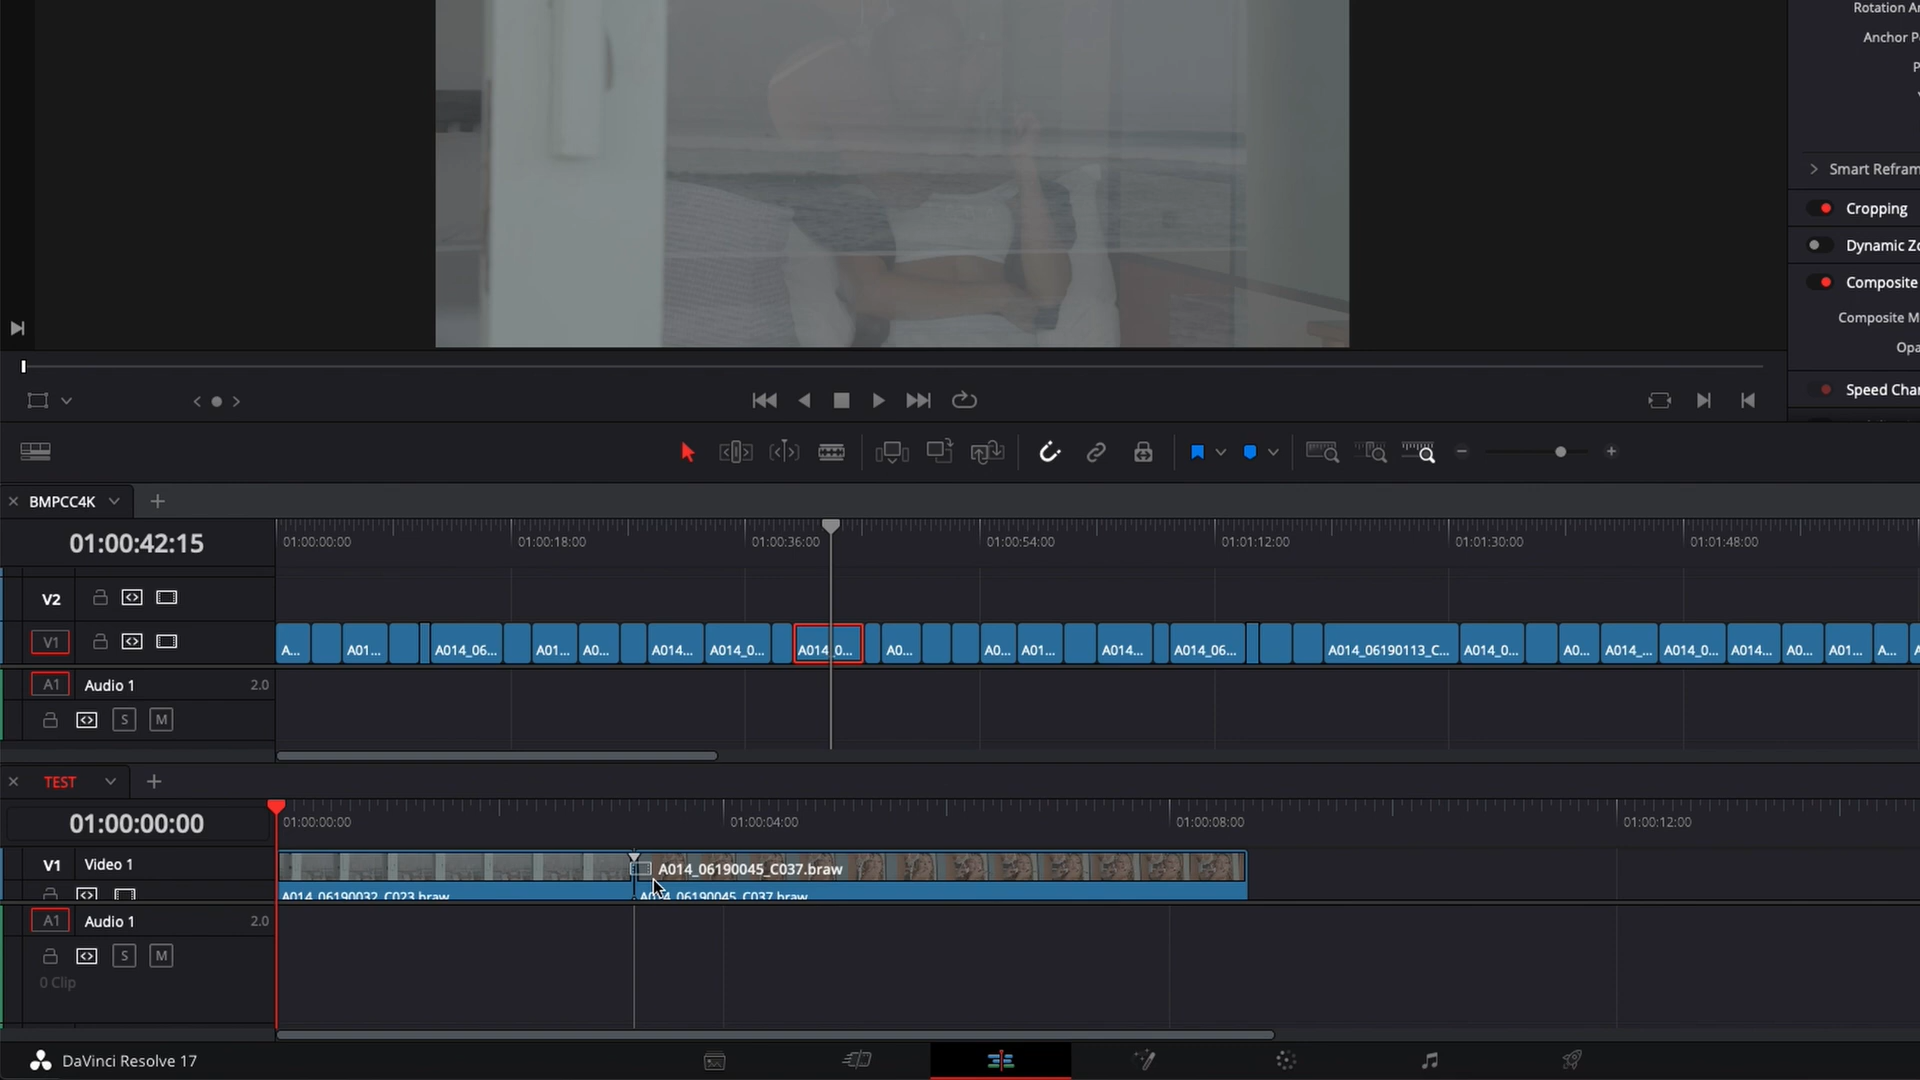 Rotation A
Anchor P
P
Smart Refram
Cropping
Dynamic Zo
Composite
Composite M
Opa
Speed Chan
BMPCC4K
01:00:42:15
01:00:00:00
01:00:18:00
01:00:36:00
01:00:54:00
01:01:12:00
01:01:30:00
01:01:48:00
V2
V1
A...
A01...
A014_06...
A01...
A0...
A014...
A014_0...
A014_0...
A0...
A0...
A01...
A014...
A014_06...
A014_06190113_C...
A014_0...
A0...
A014_...
A014_0...
A014...
A0...
A01...
A...
A1
Audio 1
2.0
S
M
TEST
01:00:00:00
01:00:00:00
01:00:04:00
01:00:08:00
01:00:12:00
V1
Video 1
A014_06190045_C037.braw
A014_06190032_C023.braw
A014_06190045_C037.braw
A1
Audio 1
2.0
S
M
0 Clip
DaVinci Resolve 17